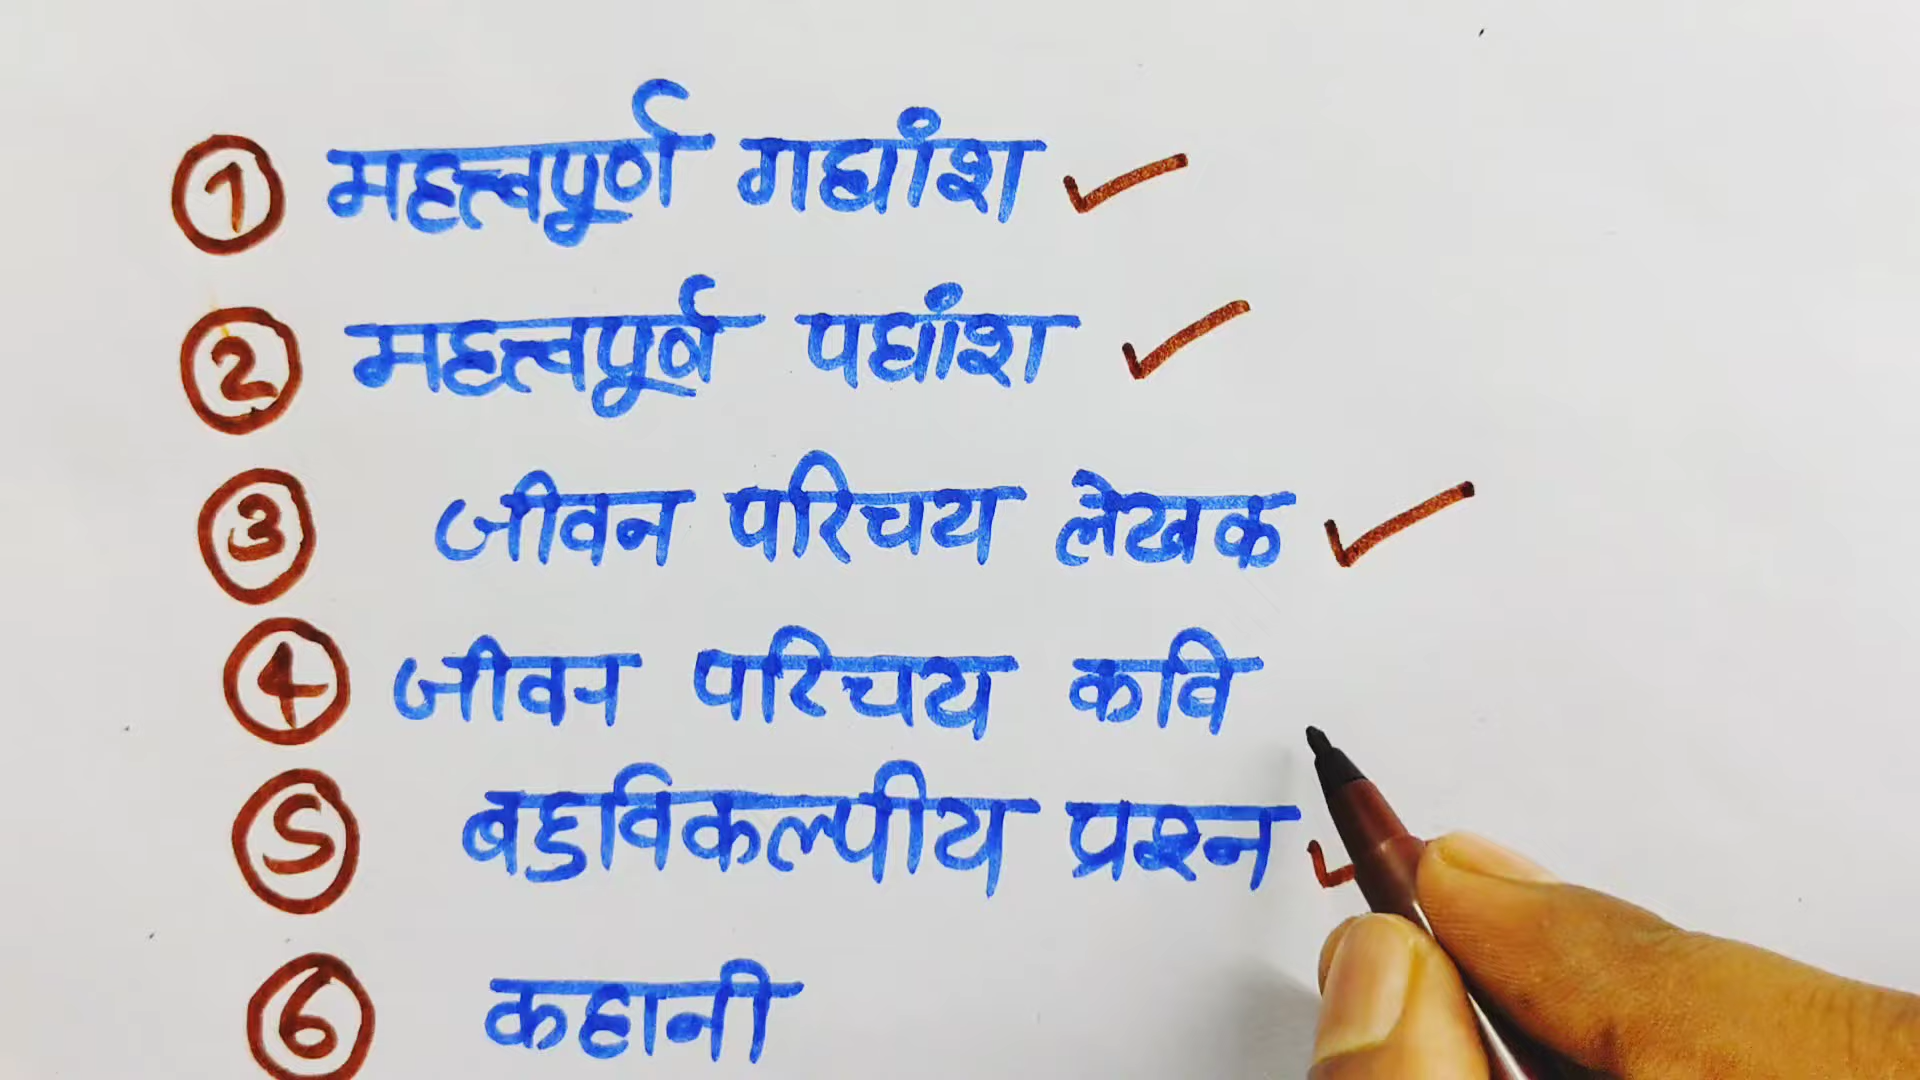 ① महत्त्वपूर्ण गद्यांश ✓
② महत्त्वपूर्ण पद्यांश ✓
③ जीवन परिचय लेखक ✓
④ जीवन परिचय कवि
⑤ बहुविकल्पीय प्रश्न ✓
⑥ कहानी